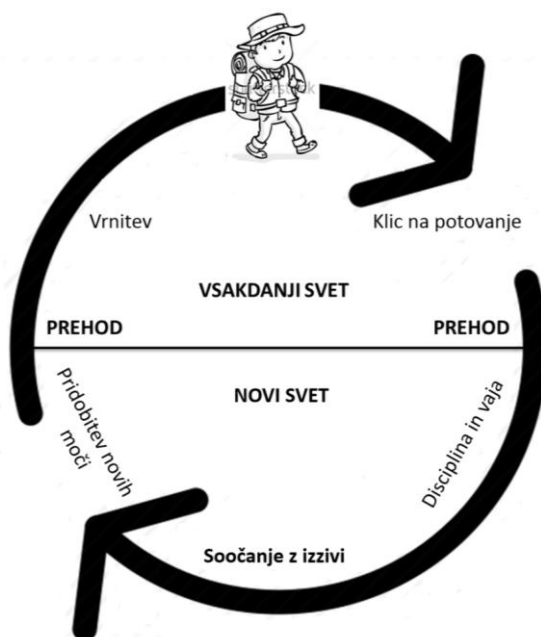 Vrnitev
Klic na potovanje
VSAKDANJI SVET
PREHOD
PREHOD
NOVI SVET
Pridobitev novih
moči
Disciplina in vaja
Soočanje z izzivi